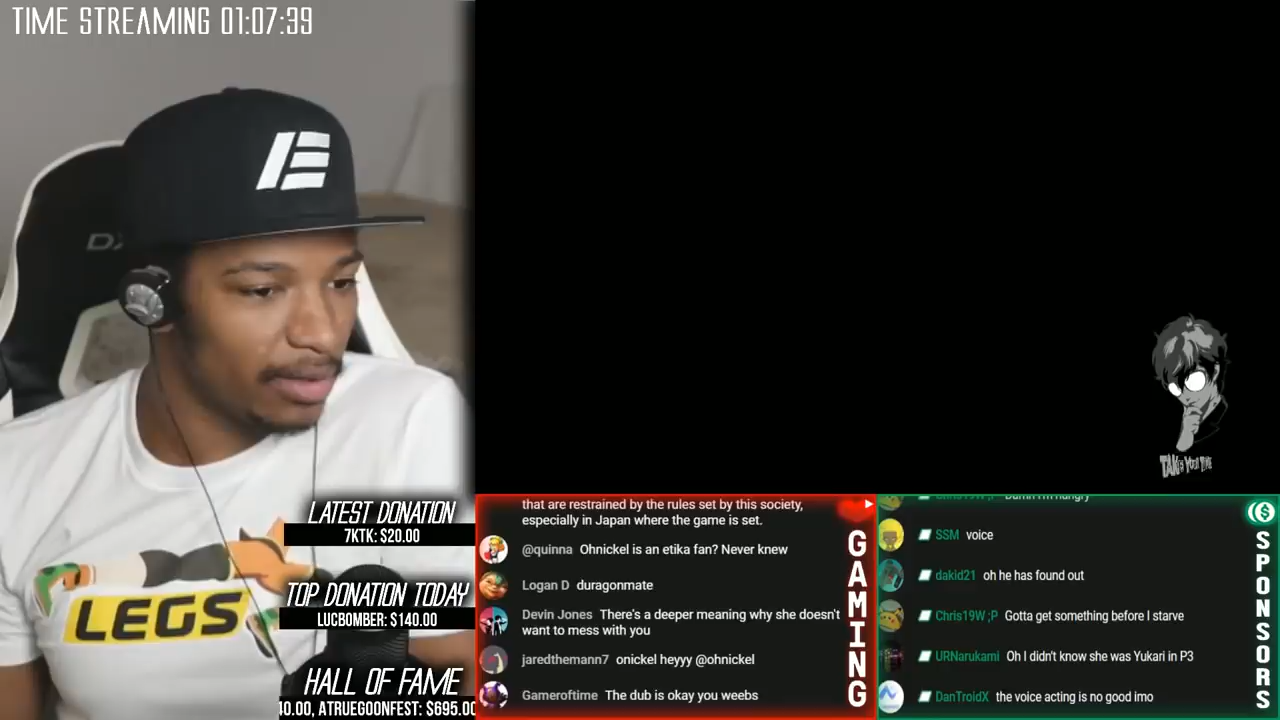 TIME STREAMING 01:07:39
LEGS
LATEST DONATION
7KTK: $20.00
TOP DONATION TODAY
LUCBOMBER: $140.00
HALL OF FAME
40.00, ATRUEGOONFEST: $695.00
TAKE YOUR TIME
that are restrained by the rules set by this society,
especially in Japan where the game is set.
@quinna Ohnickel is an etika fan? Never knew
Logan D duragonmate
Devin Jones There's a deeper meaning why she doesn't
want to mess with you
jaredthemann7 onickel heyyy @ohnickel
Gameroftime The dub is okay you weebs
GAMING
SSM voice
dakid21 oh he has found out
Chris19W ;P Gotta get something before I starve
URNarukami Oh I didn't know she was Yukari in P3
DanTroldX the voice acting is no good imo
SPONSORS